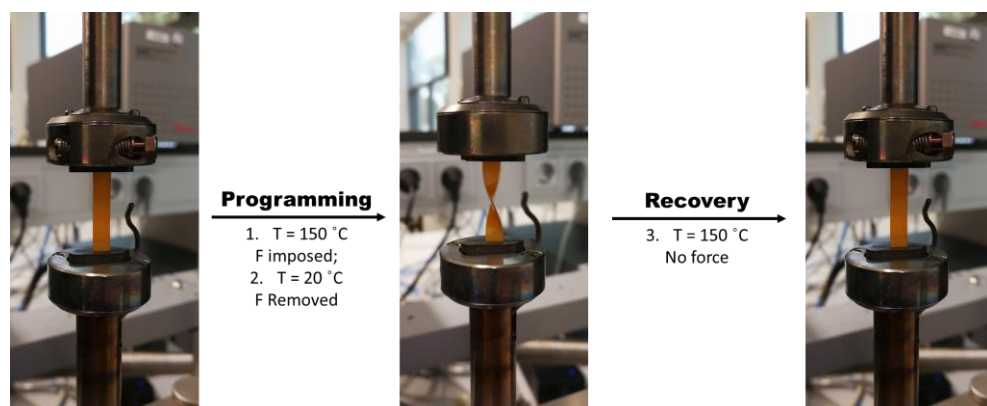 Programming
1. T = 150 ˚C
F imposed;
2. T = 20 ˚C
F Removed
Recovery
3. T = 150 ˚C
No force